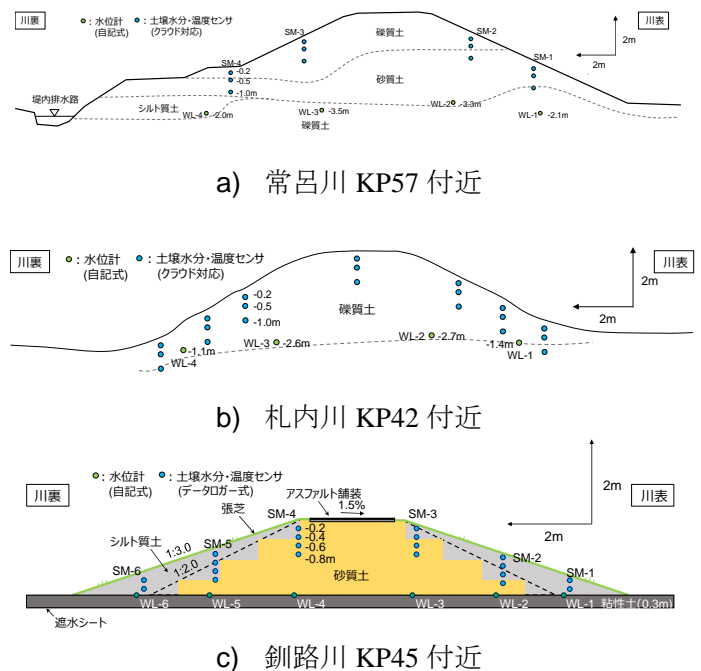 川裏
●：水位計
(自記式)
●：土壌水分・温度センサ
(クラウド対応)
川表
2m
2m
SM-3
礫質土
SM-2
SM-4
SM-1
-0.2
-0.5
-1.0m
砂質土
堤内排水路
シルト質土
WL-4
-2.0m
WL-3
-3.5m
WL-2
-3.3m
WL-1
-2.1m
礫質土
a) 常呂川 KP57 付近
川裏
●：水位計
(自記式)
●：土壌水分・温度センサ
(クラウド対応)
川表
2m
2m
-0.2
-0.5
-1.0m
礫質土
WL-2
-2.7m
WL-3
-2.6m
-1.4m
WL-1
-1.1m
WL-4
b) 札内川 KP42 付近
川裏
●：水位計
(自記式)
●：土壌水分・温度センサ
(データロガー式)
川表
2m
2m
アスファルト舗装
1.5%
張芝
SM-4
SM-3
-0.2
-0.4
-0.6
-0.8m
シルト質土
1:3.0
1:2.0
SM-5
SM-2
SM-6
SM-1
砂質土
WL-6
WL-5
WL-4
WL-3
WL-2
WL-1
粘性土(0.3m)
遮水シート
c) 釧路川 KP45 付近